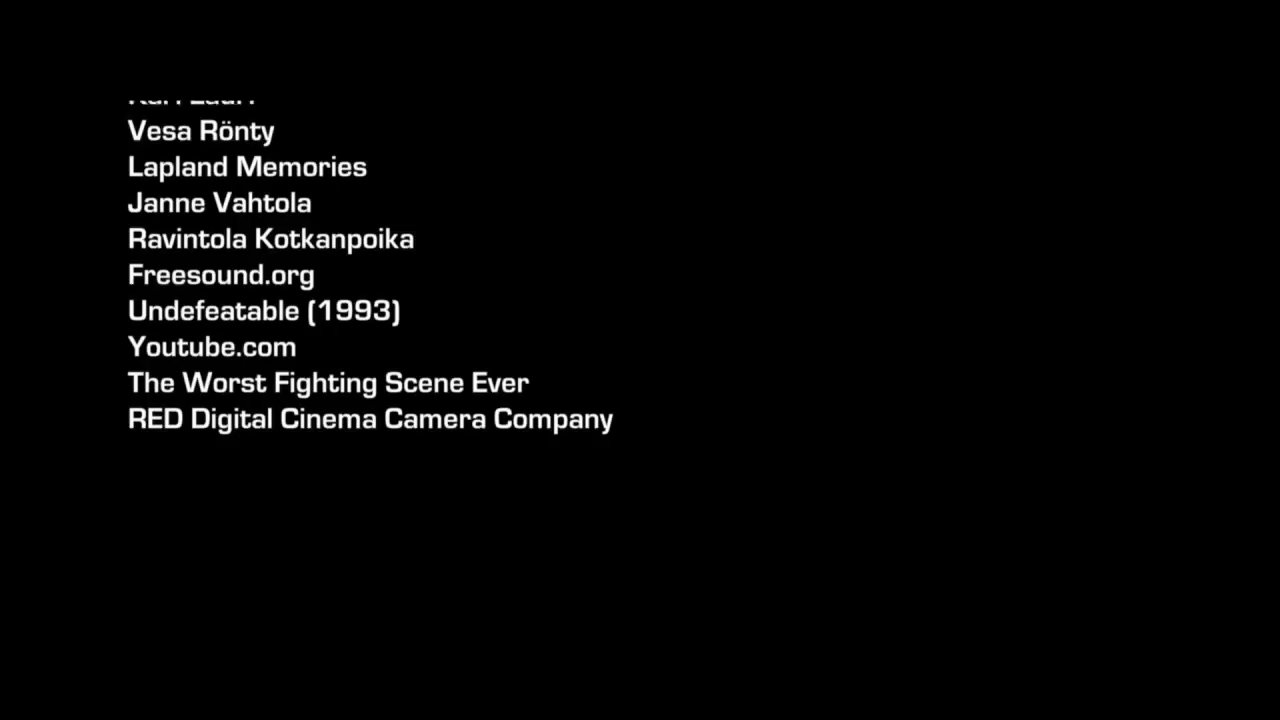 Vesa Rönty
Lapland Memories
Janne Vahtola
Ravintola Kotkanpoika
Freesound.org
Undefeatable (1993)
Youtube.com
The Worst Fighting Scene Ever
RED Digital Cinema Camera Company